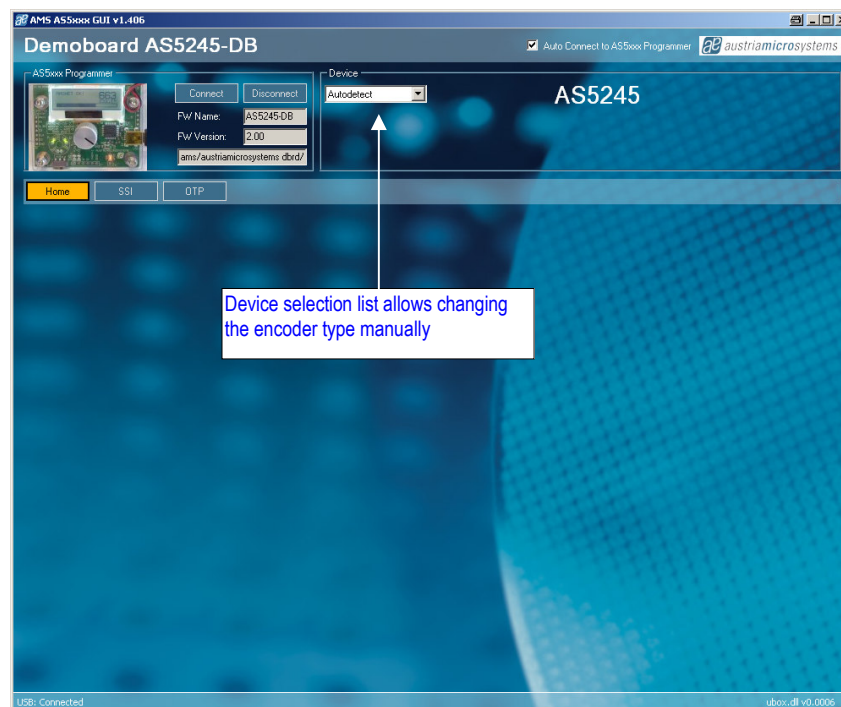 AMS AS5xxx GUI v1.406
Demoboard AS5245-DB
Auto Connect to AS5xxx Programmer
austriamicrosystems
AS5xxx Programmer
Connect
Disconnect
FW Name:
AS5245-DB
FW Version:
2.00
ams/austriamicrosystems dbrd/
Device
Autodetect
AS5245
Home
SSI
OTP
Device selection list allows changing
the encoder type manually
USB: Connected
ubox.dll v0.0006